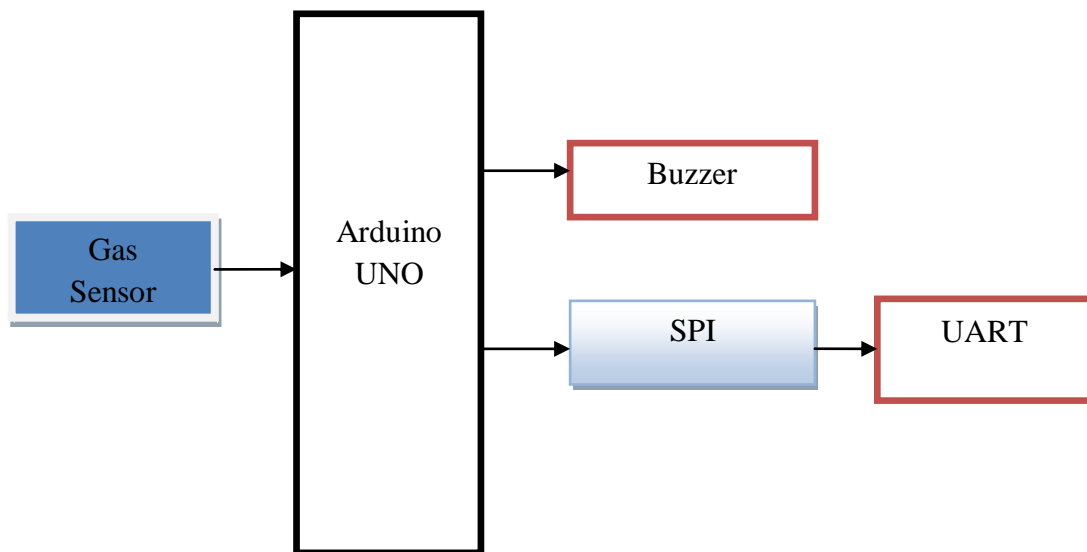 Gas
Sensor
Arduino
UNO
Buzzer
SPI
UART